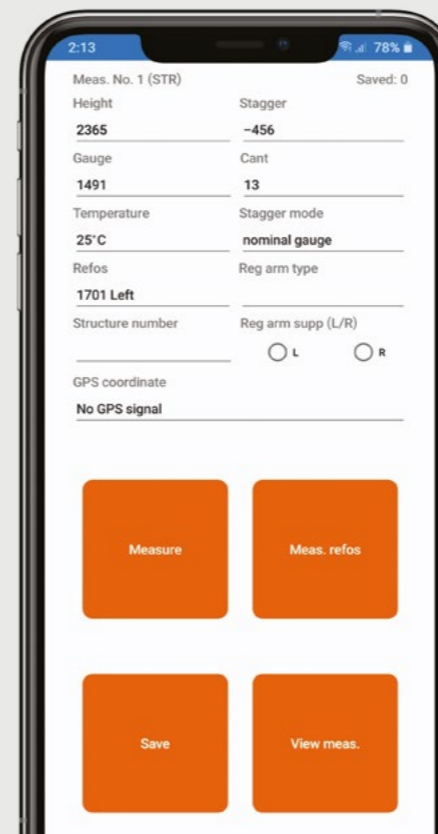 2:13 78%
Meas. No. 1 (STR) Saved: 0
Height Stagger
2365 –456
Gauge Cant
1491 13
Temperature Stagger mode
25°C nominal gauge
Refos Reg arm type
1701 Left
Structure number Reg arm supp (L/R)
L R
GPS coordinate
No GPS signal
Measure Meas. refos
Save View meas.